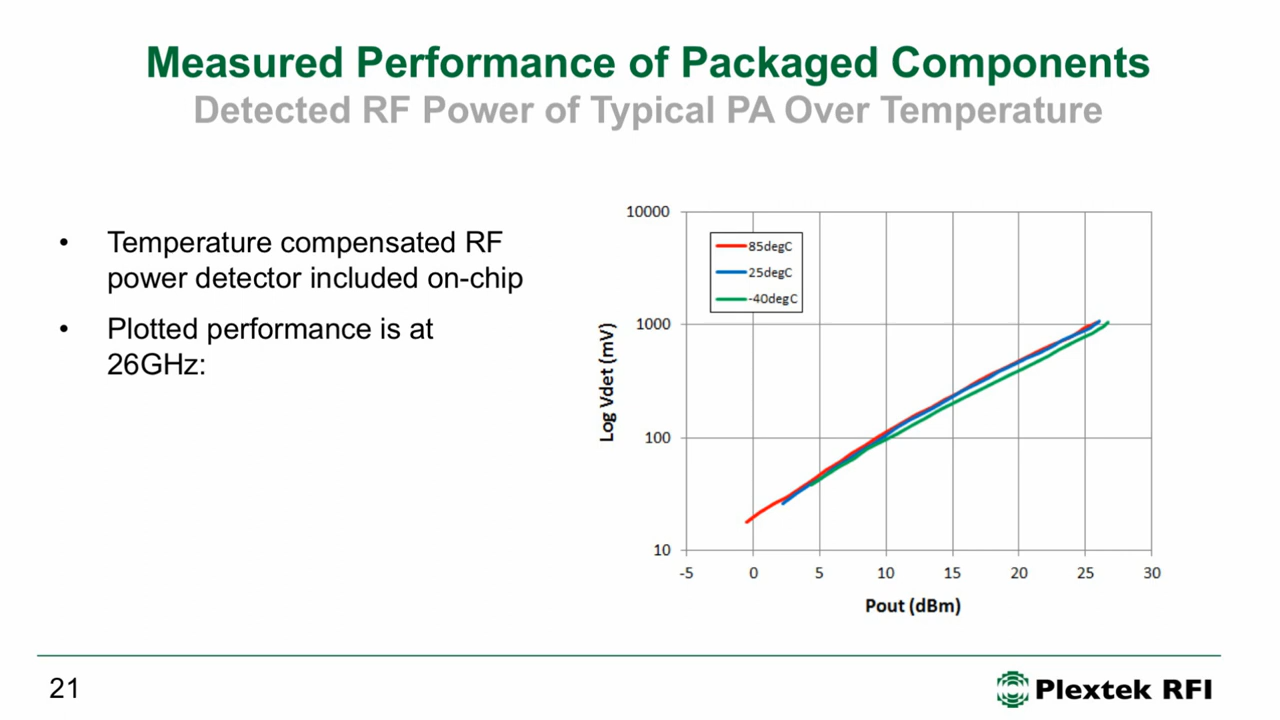 Measured Performance of Packaged Components
Detected RF Power of Typical PA Over Temperature
• Temperature compensated RF
power detector included on-chip
• Plotted performance is at
26GHz:
10000
1000
100
10
Log Vdet (mV)
85degC
25degC
-40degC
-5 0 5 10 15 20 25 30
Pout (dBm)
21
Plextek RFI